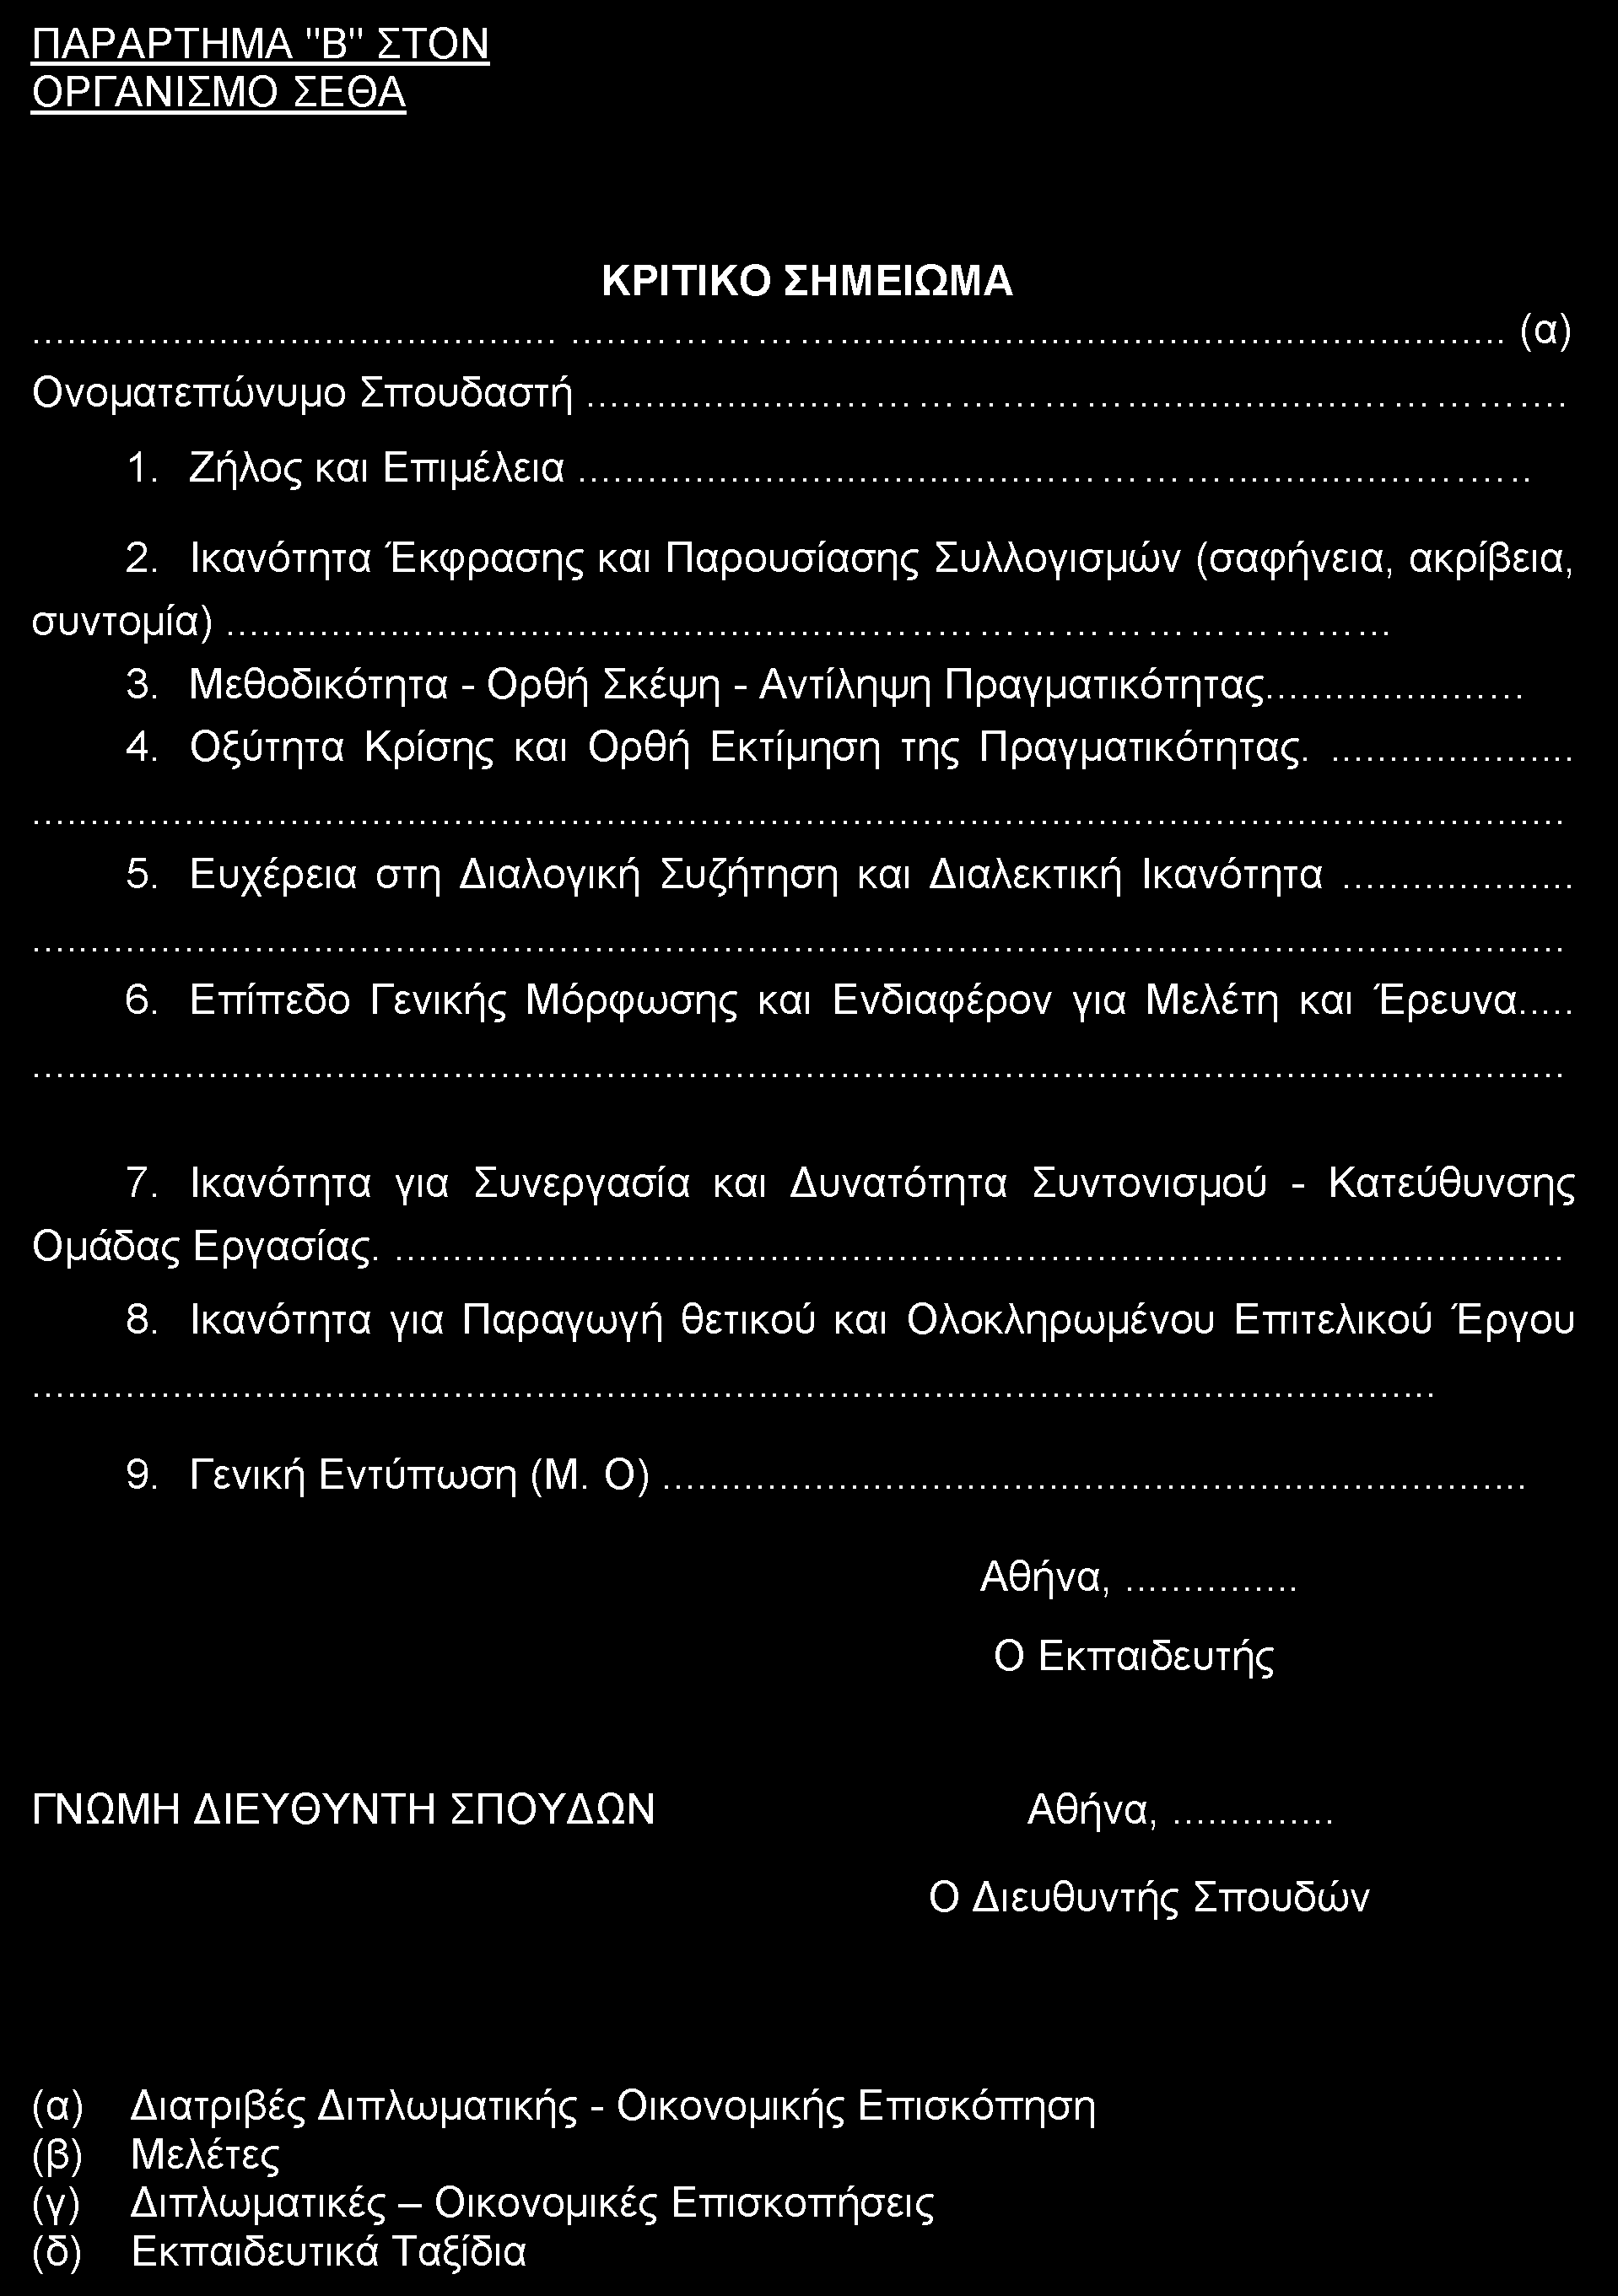 ΠΑΡΑΡΤΗΜΑ "Β" ΣΤΟΝ
ΟΡΓΑΝΙΣΜΟ ΣΕΘΑ
ΚΡΙΤΙΚΟ ΣΗΜΕΙΩΜΑ
........................................................................................................ (α)
Ονοματεπώνυμο Σπουδαστή ......................................................................
1. Ζήλος και Επιμέλεια ......................................................................
2. Ικανότητα Έκφρασης και Παρουσίασης Συλλογισμών (σαφήνεια, ακρίβεια,
συντομία) ..........................................................................................
3. Μεθοδικότητα - Ορθή Σκέψη - Αντίληψη Πραγματικότητας......................
4. Οξύτητα Κρίσης και Ορθή Εκτίμηση της Πραγματικότητας. .....................
..............................................................................................................
5. Ευχέρεια στη Διαλογική Συζήτηση και Διαλεκτική Ικανότητα ....................
..............................................................................................................
6. Επίπεδο Γενικής Μόρφωσης και Ενδιαφέρον για Μελέτη και Έρευνα.....
..............................................................................................................
7. Ικανότητα για Συνεργασία και Δυνατότητα Συντονισμού - Κατεύθυνσης
Ομάδας Εργασίας. ....................................................................................
8. Ικανότητα για Παραγωγή θετικού και Ολοκληρωμένου Επιτελικού Έργου
......................................................................................................
9. Γενική Εντύπωση (Μ. Ο) ..............................................................
Αθήνα, ...............
Ο Εκπαιδευτής
ΓΝΩΜΗ ΔΙΕΥΘΥΝΤΗ ΣΠΟΥΔΩΝ Αθήνα, ..............
Ο Διευθυντής Σπουδών
(α) Διατριβές Διπλωματικής - Οικονομικής Επισκόπηση
(β) Μελέτες
(γ) Διπλωματικές – Οικονομικές Επισκοπήσεις
(δ) Εκπαιδευτικά Ταξίδια